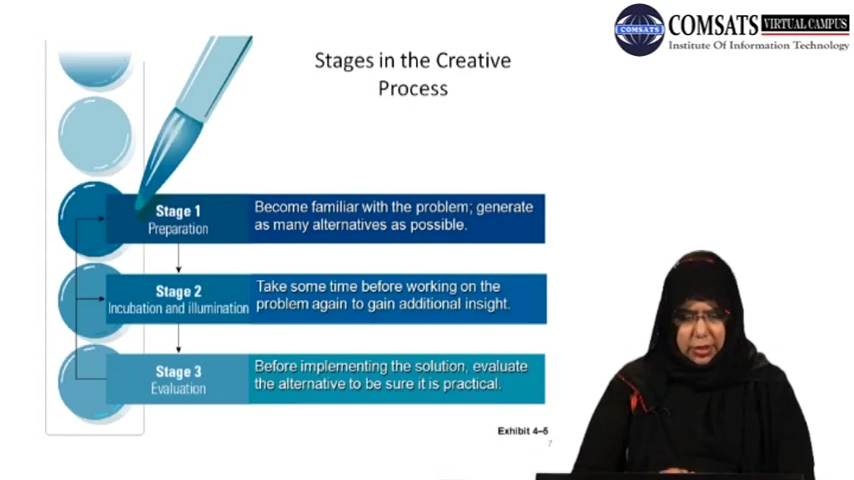 COMSATS VIRTUAL CAMPUS
COMSATS
Institute Of Information Technology
Stages in the Creative
Process
Stage 1
Preparation
Become familiar with the problem; generate
as many alternatives as possible.
Stage 2
Incubation and illumination
Take some time before working on the
problem again to gain additional insight.
Stage 3
Evaluation
Before implementing the solution, evaluate
the alternative to be sure it is practical.
Exhibit 4–5
7